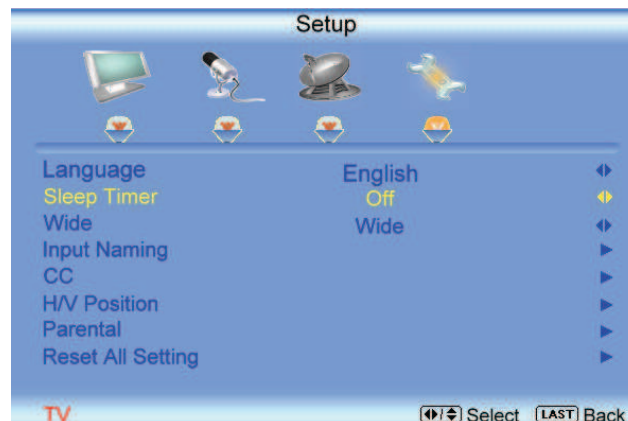 Setup
Language English
Sleep Timer Off
Wide Wide
Input Naming
CC
H/V Position
Parental
Reset All Setting
TV Select LAST Back